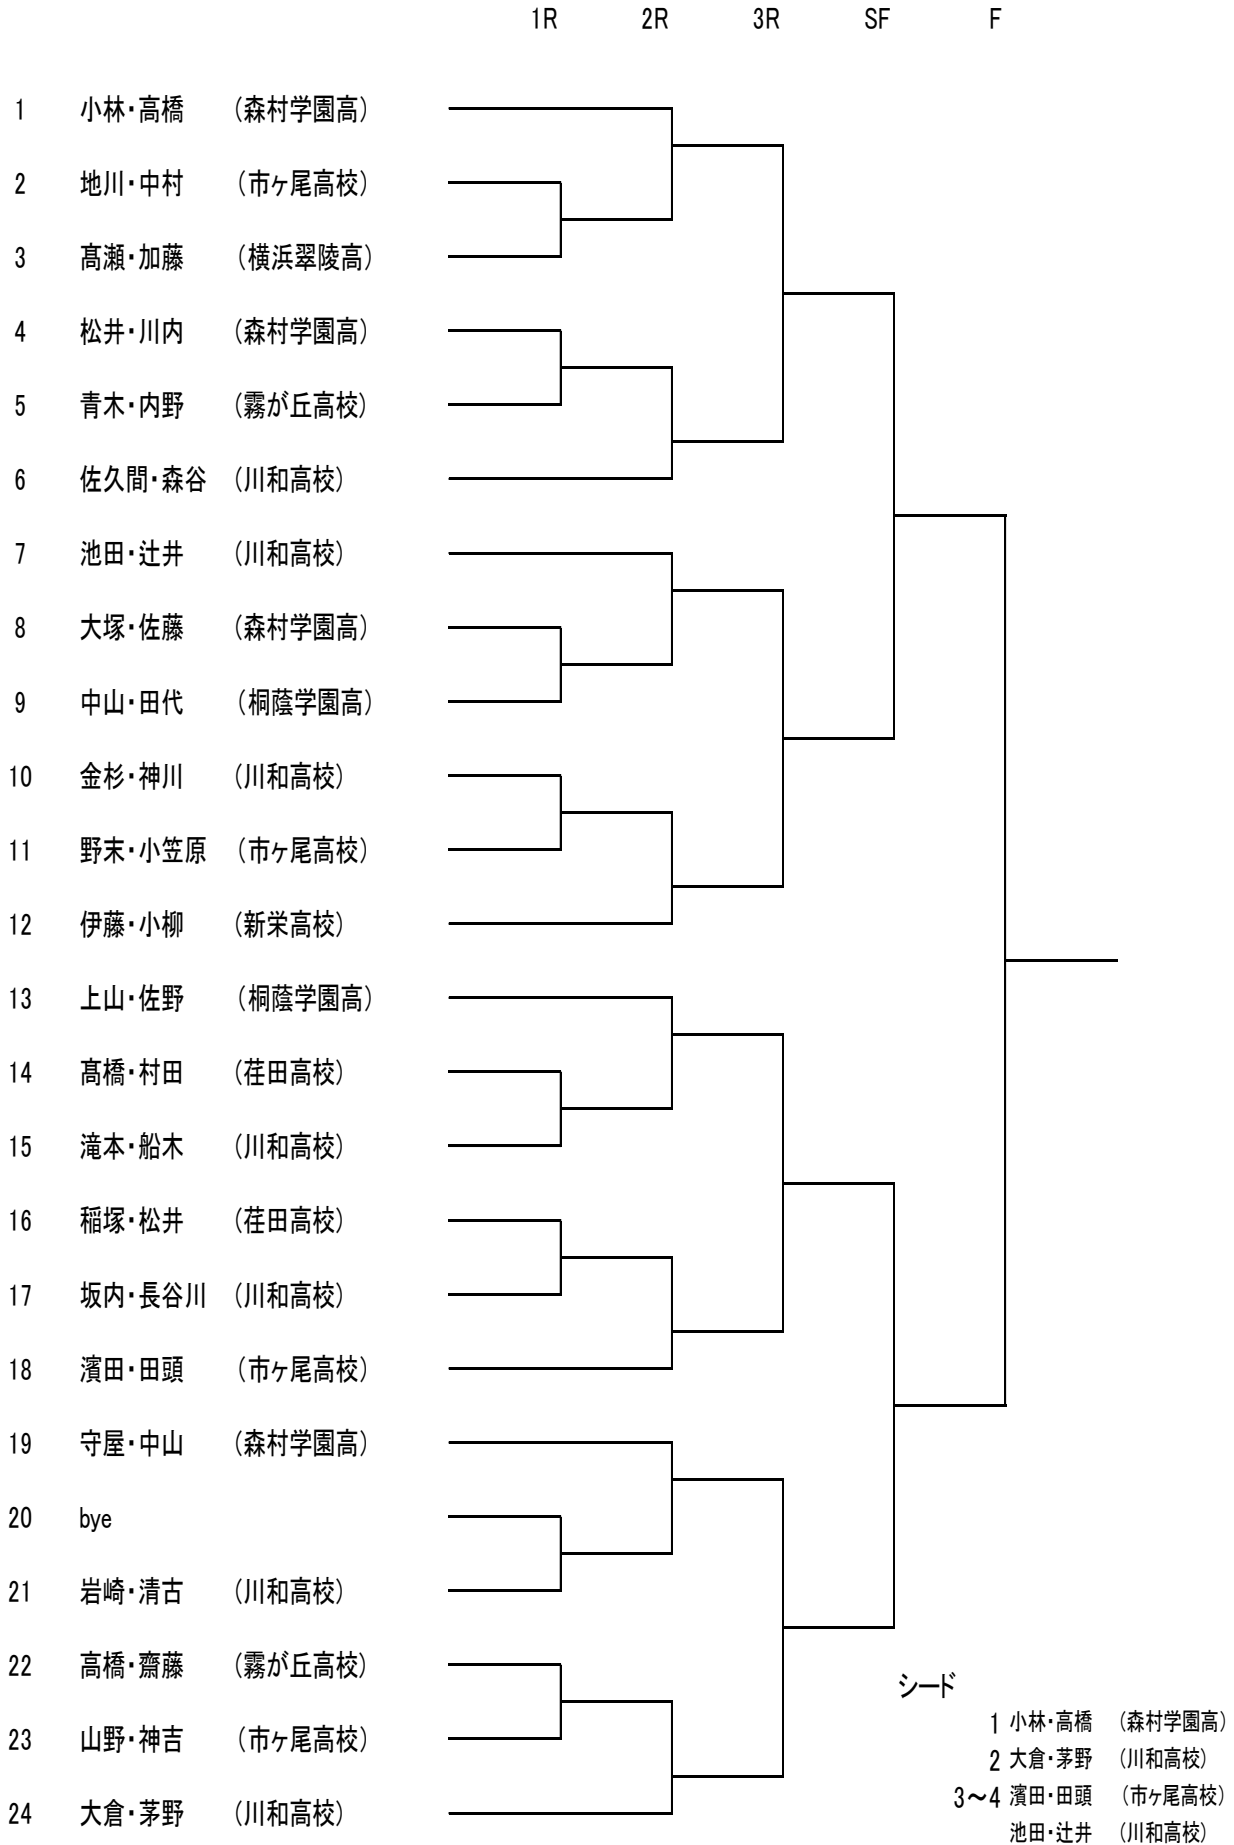 1R 2R 3R SF F
1 小林・高橋 (森村学園高)
2 地川・中村 (市ヶ尾高校)
3 髙瀬・加藤 (横浜翠陵高)
4 松井・川内 (森村学園高)
5 青木・内野 (霧が丘高校)
6 佐久間・森谷 (川和高校)
7 池田・辻井 (川和高校)
8 大塚・佐藤 (森村学園高)
9 中山・田代 (桐蔭学園高)
10 金杉・神川 (川和高校)
11 野末・小笠原 (市ヶ尾高校)
12 伊藤・小柳 (新栄高校)
13 上山・佐野 (桐蔭学園高)
14 髙橋・村田 (荏田高校)
15 滝本・船木 (川和高校)
16 稲塚・松井 (荏田高校)
17 坂内・長谷川 (川和高校)
18 濱田・田頭 (市ヶ尾高校)
19 守屋・中山 (森村学園高)
20 bye
21 岩崎・清古 (川和高校)
22 高橋・齋藤 (霧が丘高校)
23 山野・神吉 (市ヶ尾高校)
24 大倉・茅野 (川和高校)
シード
1 小林・高橋 (森村学園高)
2 大倉・茅野 (川和高校)
3～4 濱田・田頭 (市ヶ尾高校)
池田・辻井 (川和高校)